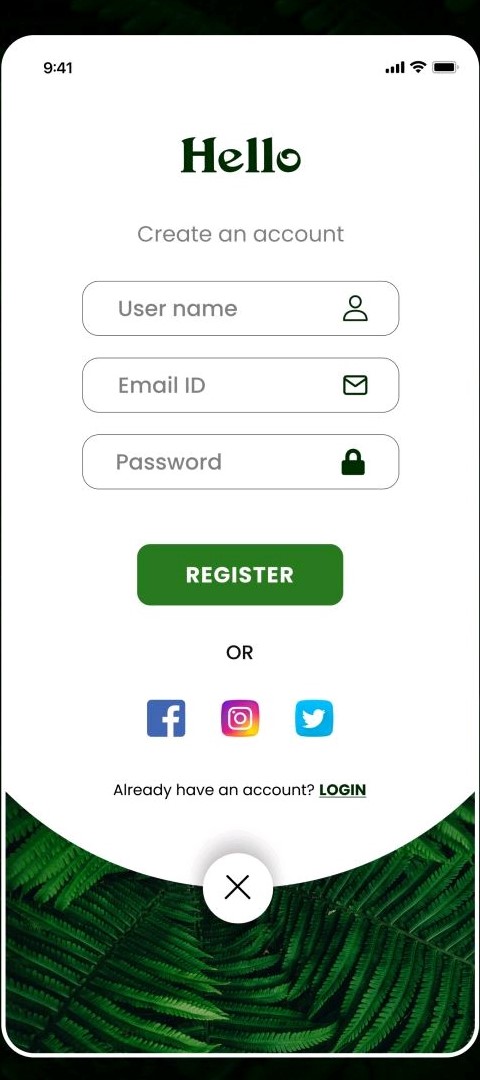 9:41
Hello
Create an account
User name
Email ID
Password
REGISTER
OR
Already have an account? LOGIN